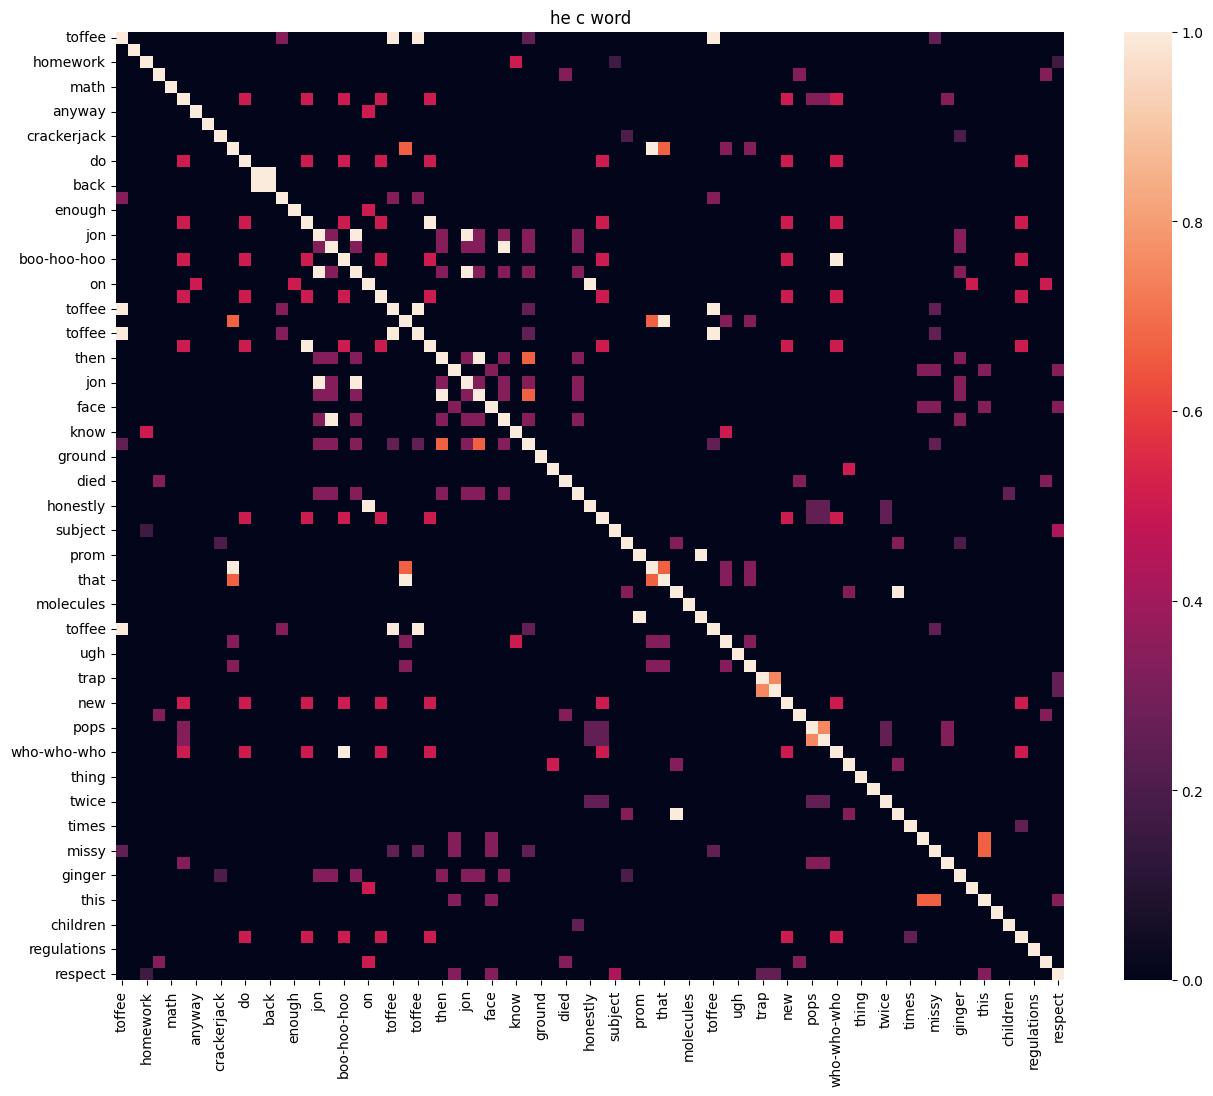 he c word
toffee
homework
math
anyway
crackerjack
do
back
enough
jon
boo-hoo-hoo
on
toffee
toffee
then
jon
face
know
ground
died
honestly
subject
prom
that
molecules
toffee
ugh
trap
new
pops
who-who-who
thing
twice
times
missy
ginger
this
children
regulations
respect
toffee
homework
math
anyway
crackerjack
do
back
enough
jon
boo-hoo-hoo
on
toffee
toffee
then
jon
face
know
ground
died
honestly
subject
prom
that
molecules
toffee
ugh
trap
new
pops
who-who-who
thing
twice
times
missy
ginger
this
children
regulations
respect
1.0
0.8
0.6
0.4
0.2
0.0